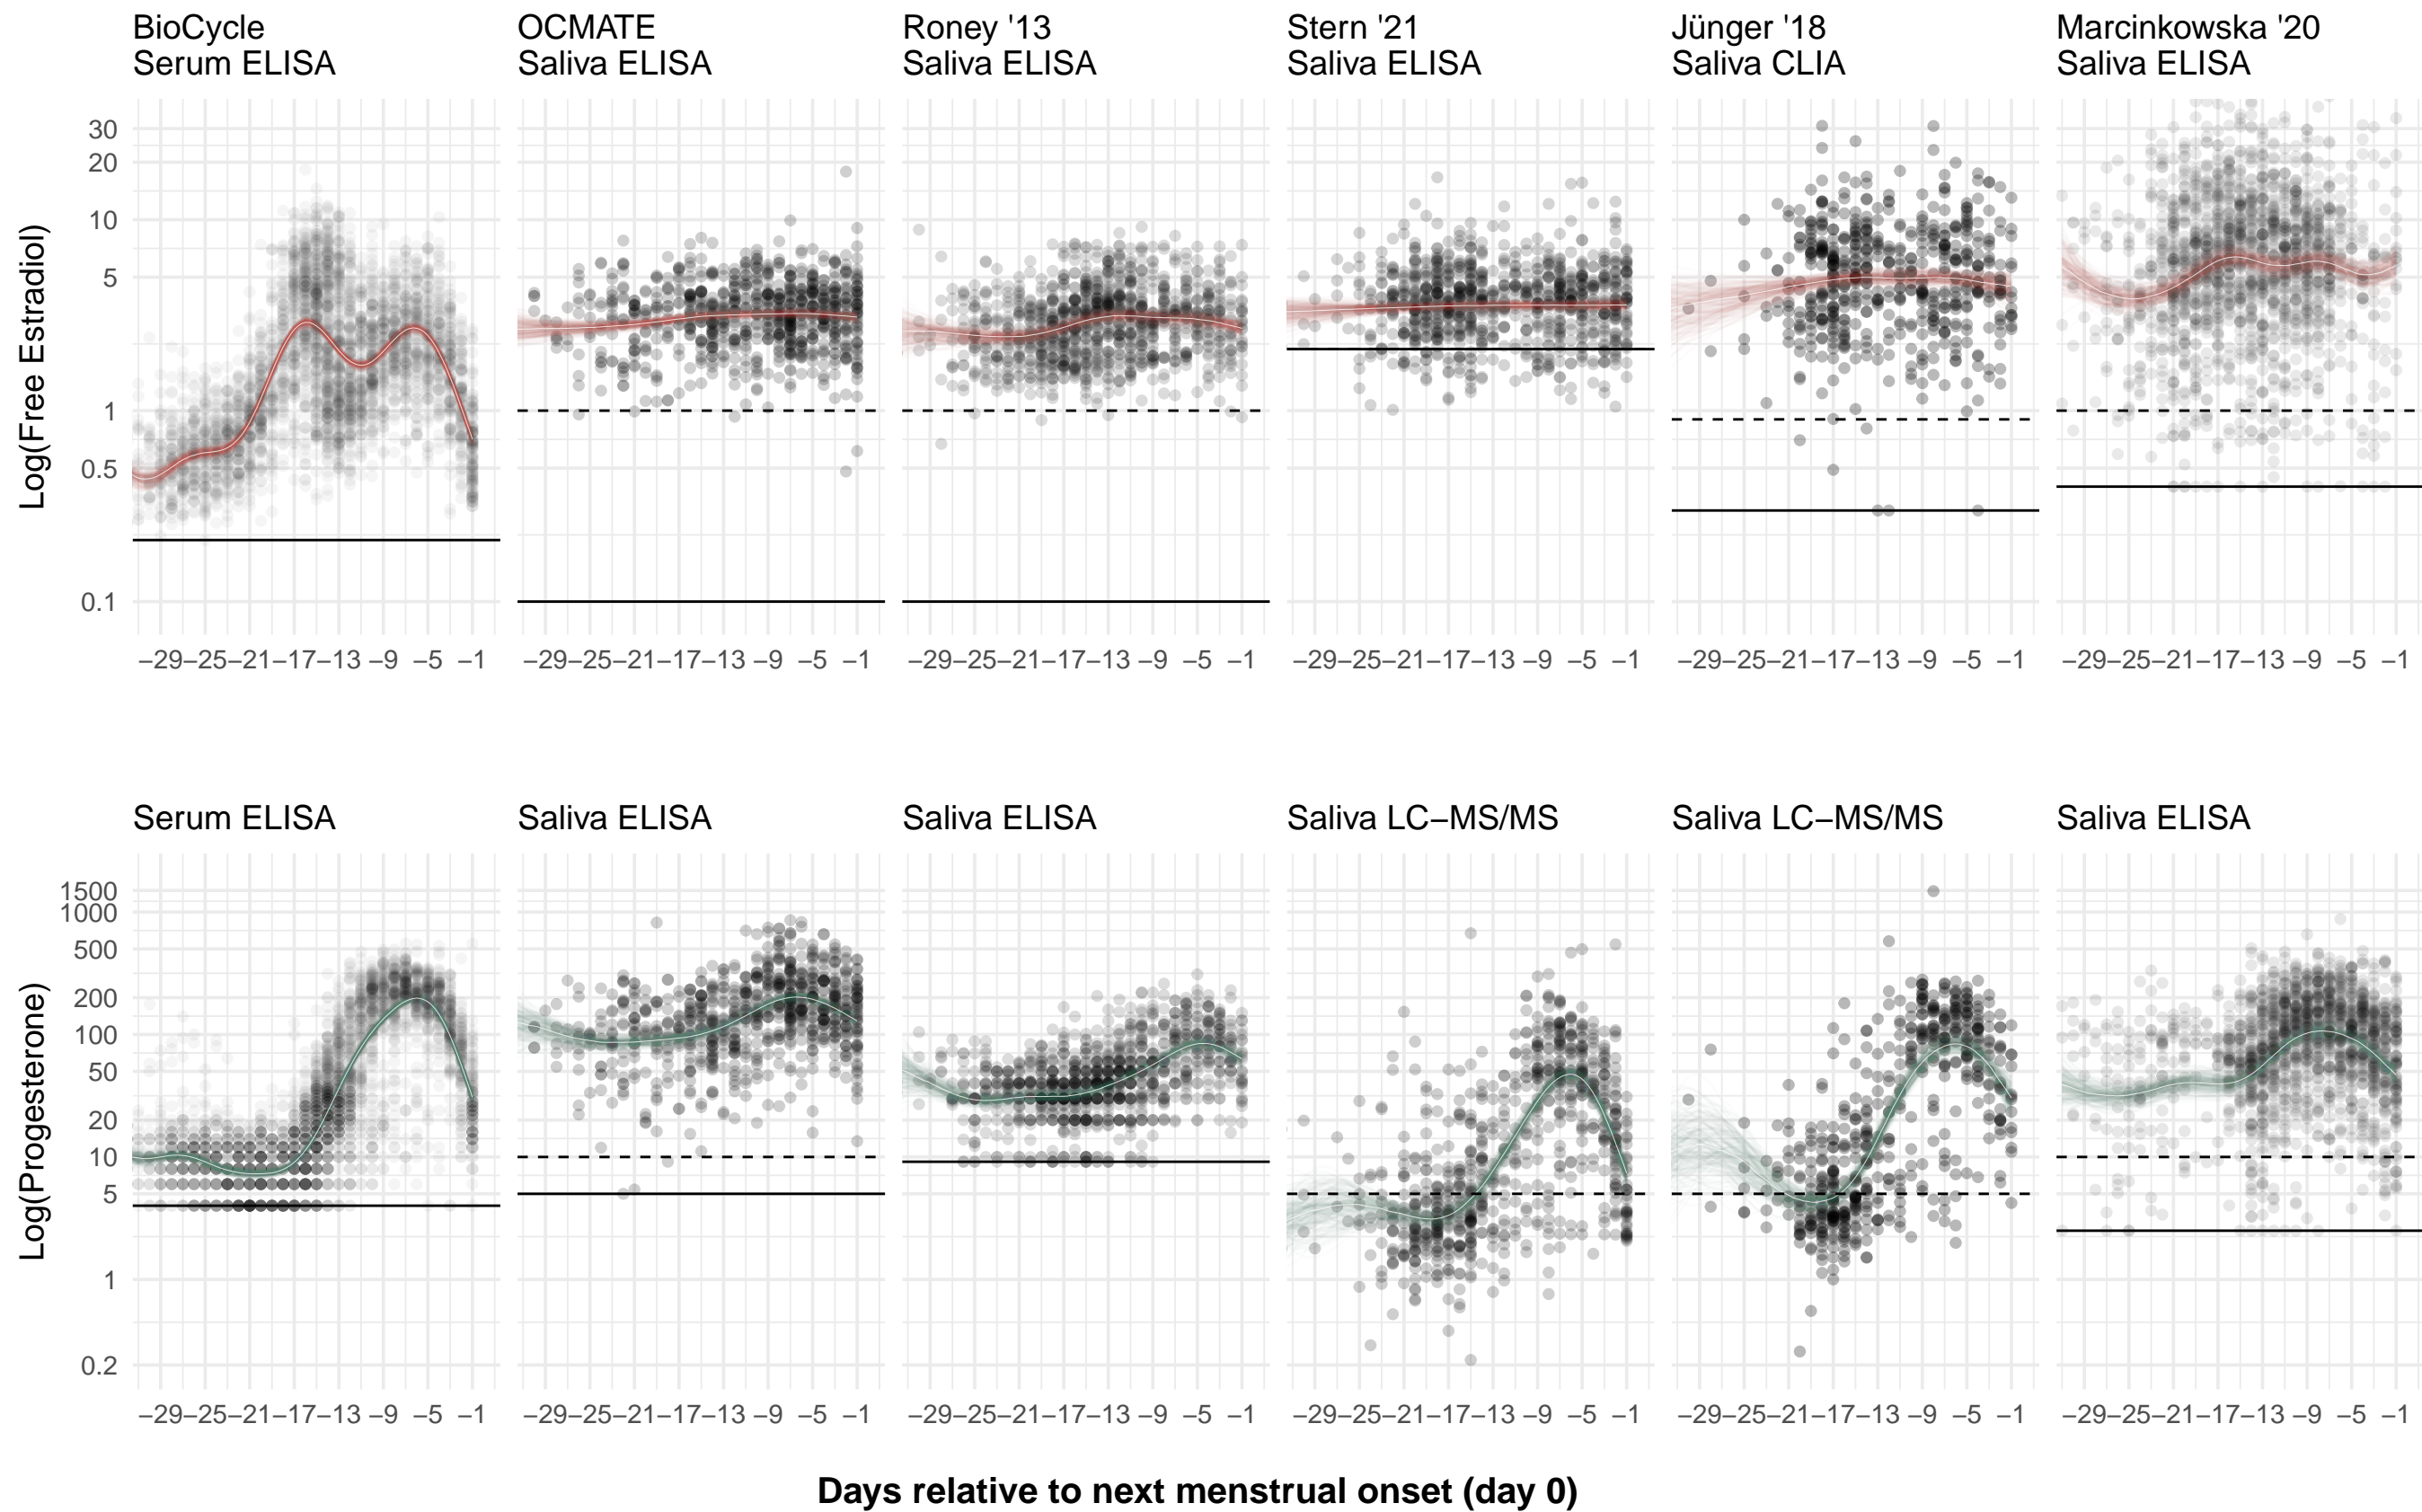 BioCycle
Serum ELISA
OCMATE
Saliva ELISA
Roney '13
Saliva ELISA
Stern '21
Saliva ELISA
Jünger '18
Saliva CLIA
Marcinkowska '20
Saliva ELISA
Log(Free Estradiol)
30
20
10
5
1
0.5
0.1
−29−25−21−17−13 −9 −5 −1
−29−25−21−17−13 −9 −5 −1
−29−25−21−17−13 −9 −5 −1
−29−25−21−17−13 −9 −5 −1
−29−25−21−17−13 −9 −5 −1
−29−25−21−17−13 −9 −5 −1
Serum ELISA
Saliva ELISA
Saliva ELISA
Saliva LC−MS/MS
Saliva LC−MS/MS
Saliva ELISA
Log(Progesterone)
1500
1000
500
200
100
50
20
10
5
1
0.2
−29−25−21−17−13 −9 −5 −1
−29−25−21−17−13 −9 −5 −1
−29−25−21−17−13 −9 −5 −1
−29−25−21−17−13 −9 −5 −1
−29−25−21−17−13 −9 −5 −1
−29−25−21−17−13 −9 −5 −1
Days relative to next menstrual onset (day 0)